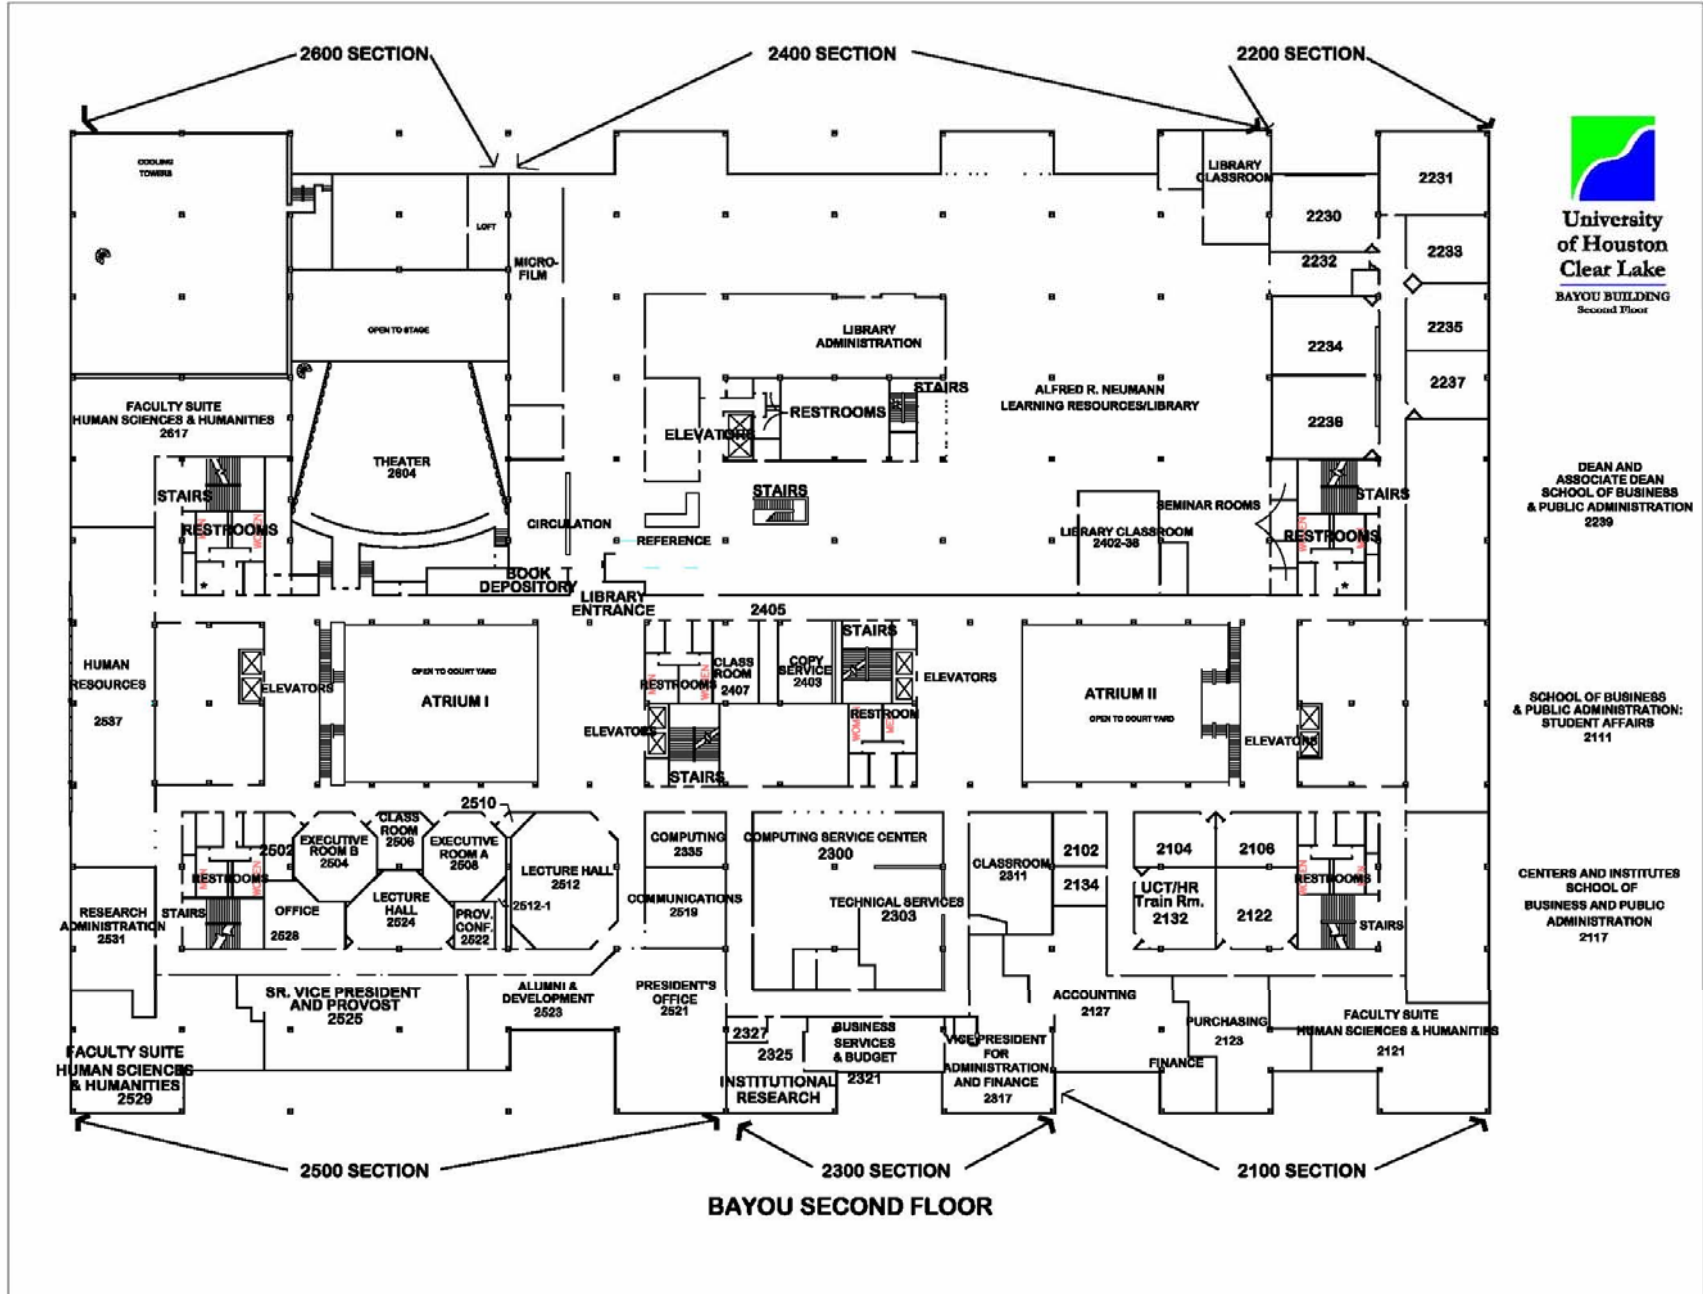 2600 SECTION
2400 SECTION
2200 SECTION
COOLING
TOWERS
LOFT
MICRO-
FILM
OPEN TO STAGE
LIBRARY
CLASSROOM
2230
2231
2232
2233
2234
2235
2236
2237
University
of Houston
Clear Lake
BAYOU BUILDING
Second Floor
LIBRARY
ADMINISTRATION
STAIRS
RESTROOMS
ELEVATORS
ALFRED R. NEUMANN
LEARNING RESOURCES/LIBRARY
FACULTY SUITE
HUMAN SCIENCES & HUMANITIES
2617
THEATER
2604
STAIRS
MEN
RESTROOMS
WOMEN
*
CIRCULATION
STAIRS
REFERENCE
BOOK
DEPOSITORY
LIBRARY
ENTRANCE
SEMINAR ROOMS
LIBRARY CLASSROOM
2402-38
STAIRS
WOMEN
RESTROOMS
MEN
*
DEAN AND
ASSOCIATE DEAN
SCHOOL OF BUSINESS
& PUBLIC ADMINISTRATION
2239
2405
HUMAN
RESOURCES
2537
ELEVATORS
OPEN TO COURT YARD
ATRIUM I
MEN
RESTROOMS
WOMEN
CLASS
ROOM
2407
COPY
SERVICE
2403
STAIRS
ELEVATORS
ELEVATORS
STAIRS
RESTROOM
WOMEN
MEN
ATRIUM II
OPEN TO COURT YARD
ELEVATORS
SCHOOL OF BUSINESS
& PUBLIC ADMINISTRATION:
STUDENT AFFAIRS
2111
2510
2502
EXECUTIVE
ROOM B
2504
CLASS
ROOM
2506
EXECUTIVE
ROOM A
2508
LECTURE HALL
2512
2512-1
MEN
RESTROOMS
WOMEN
STAIRS
OFFICE
2528
LECTURE
HALL
2524
PROV.
CONF.
2522
RESEARCH
ADMINISTRATION
2531
COMPUTING
2335
COMMUNICATIONS
2519
COMPUTING SERVICE CENTER
2300
TECHNICAL SERVICES
2303
CLASSROOM
2311
2102
2134
2104
2106
UCT/HR
Train Rm.
2132
2122
WOMEN
RESTROOMS
MEN
STAIRS
CENTERS AND INSTITUTES
SCHOOL OF
BUSINESS AND PUBLIC
ADMINISTRATION
2117
SR. VICE PRESIDENT
AND PROVOST
2525
ALUMNI &
DEVELOPMENT
2523
PRESIDENT'S
OFFICE
2521
FACULTY SUITE
HUMAN SCIENCES
& HUMANITIES
2529
2327
2325
INSTITUTIONAL
RESEARCH
BUSINESS
SERVICES
& BUDGET
2321
VICE PRESIDENT
FOR
ADMINISTRATION
AND FINANCE
2317
ACCOUNTING
2127
PURCHASING
2123
FINANCE
FACULTY SUITE
HUMAN SCIENCES & HUMANITIES
2121
2500 SECTION
2300 SECTION
2100 SECTION
BAYOU SECOND FLOOR